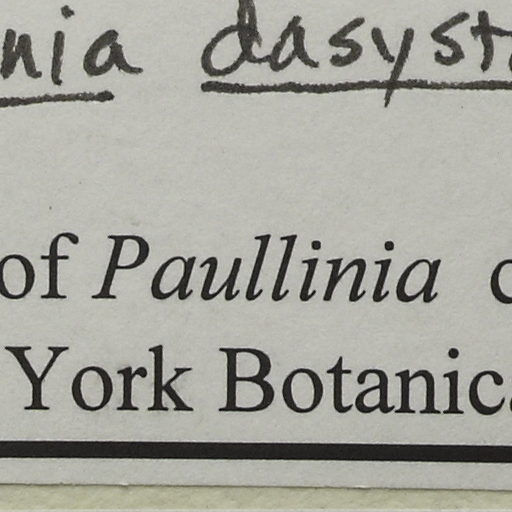 nia dasyst
of Paullinia c
York Botanic